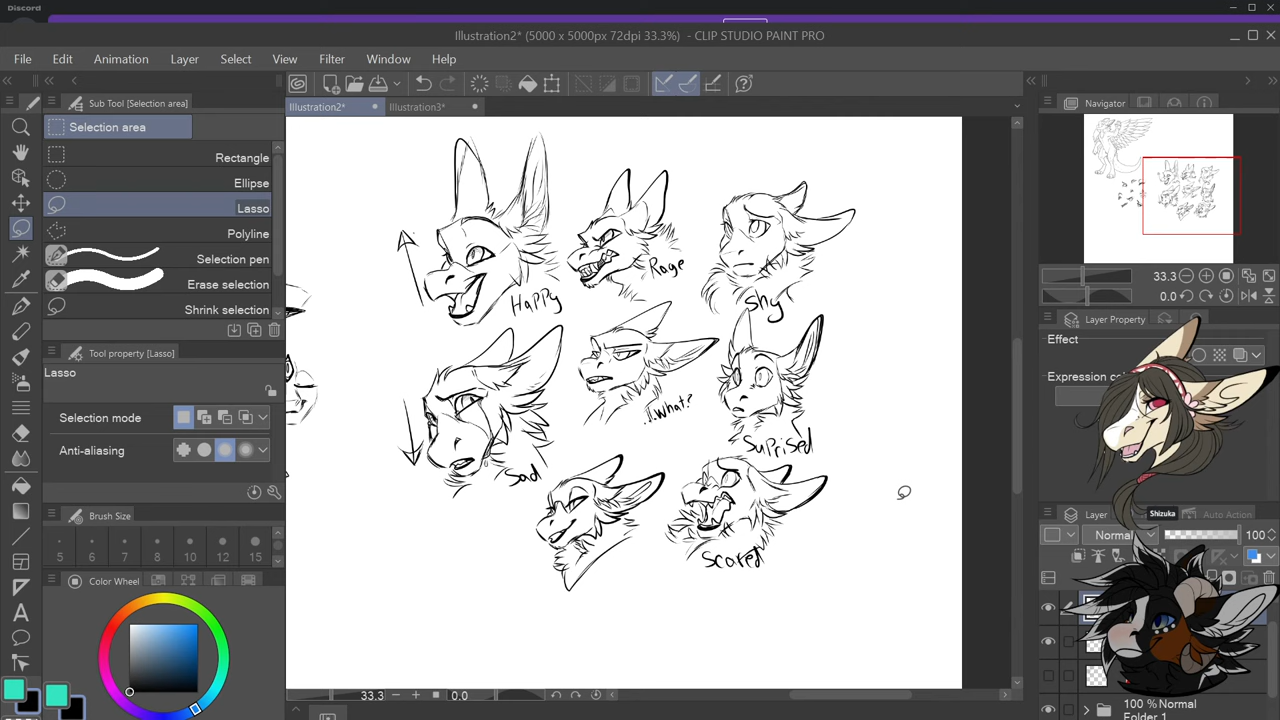 Discord
Illustration2* (5000 x 5000px 72dpi 33.3%) - CLIP STUDIO PAINT PRO
File Edit Animation Layer Select View Filter Window Help
Sub Tool [Selection area]
Illustration2*
Illustration3*
Navigator
Selection area
Rectangle
Ellipse
Lasso
Polyline
Selection pen
Erase selection
Shrink selection
Tool property [Lasso]
Lasso
Selection mode
Anti-aliasing
Brush Size
5 6 7 8 10 12 15
Color Wheel
HaPPy
Rage
Shy
Sad
..What?
SuPrised
Scared
33.3
0.0
33.3
0.0
Layer Property
Effect
Expression co
Layer
Shizuka
Auto Action
Normal
100
100 % Normal
Folder 1